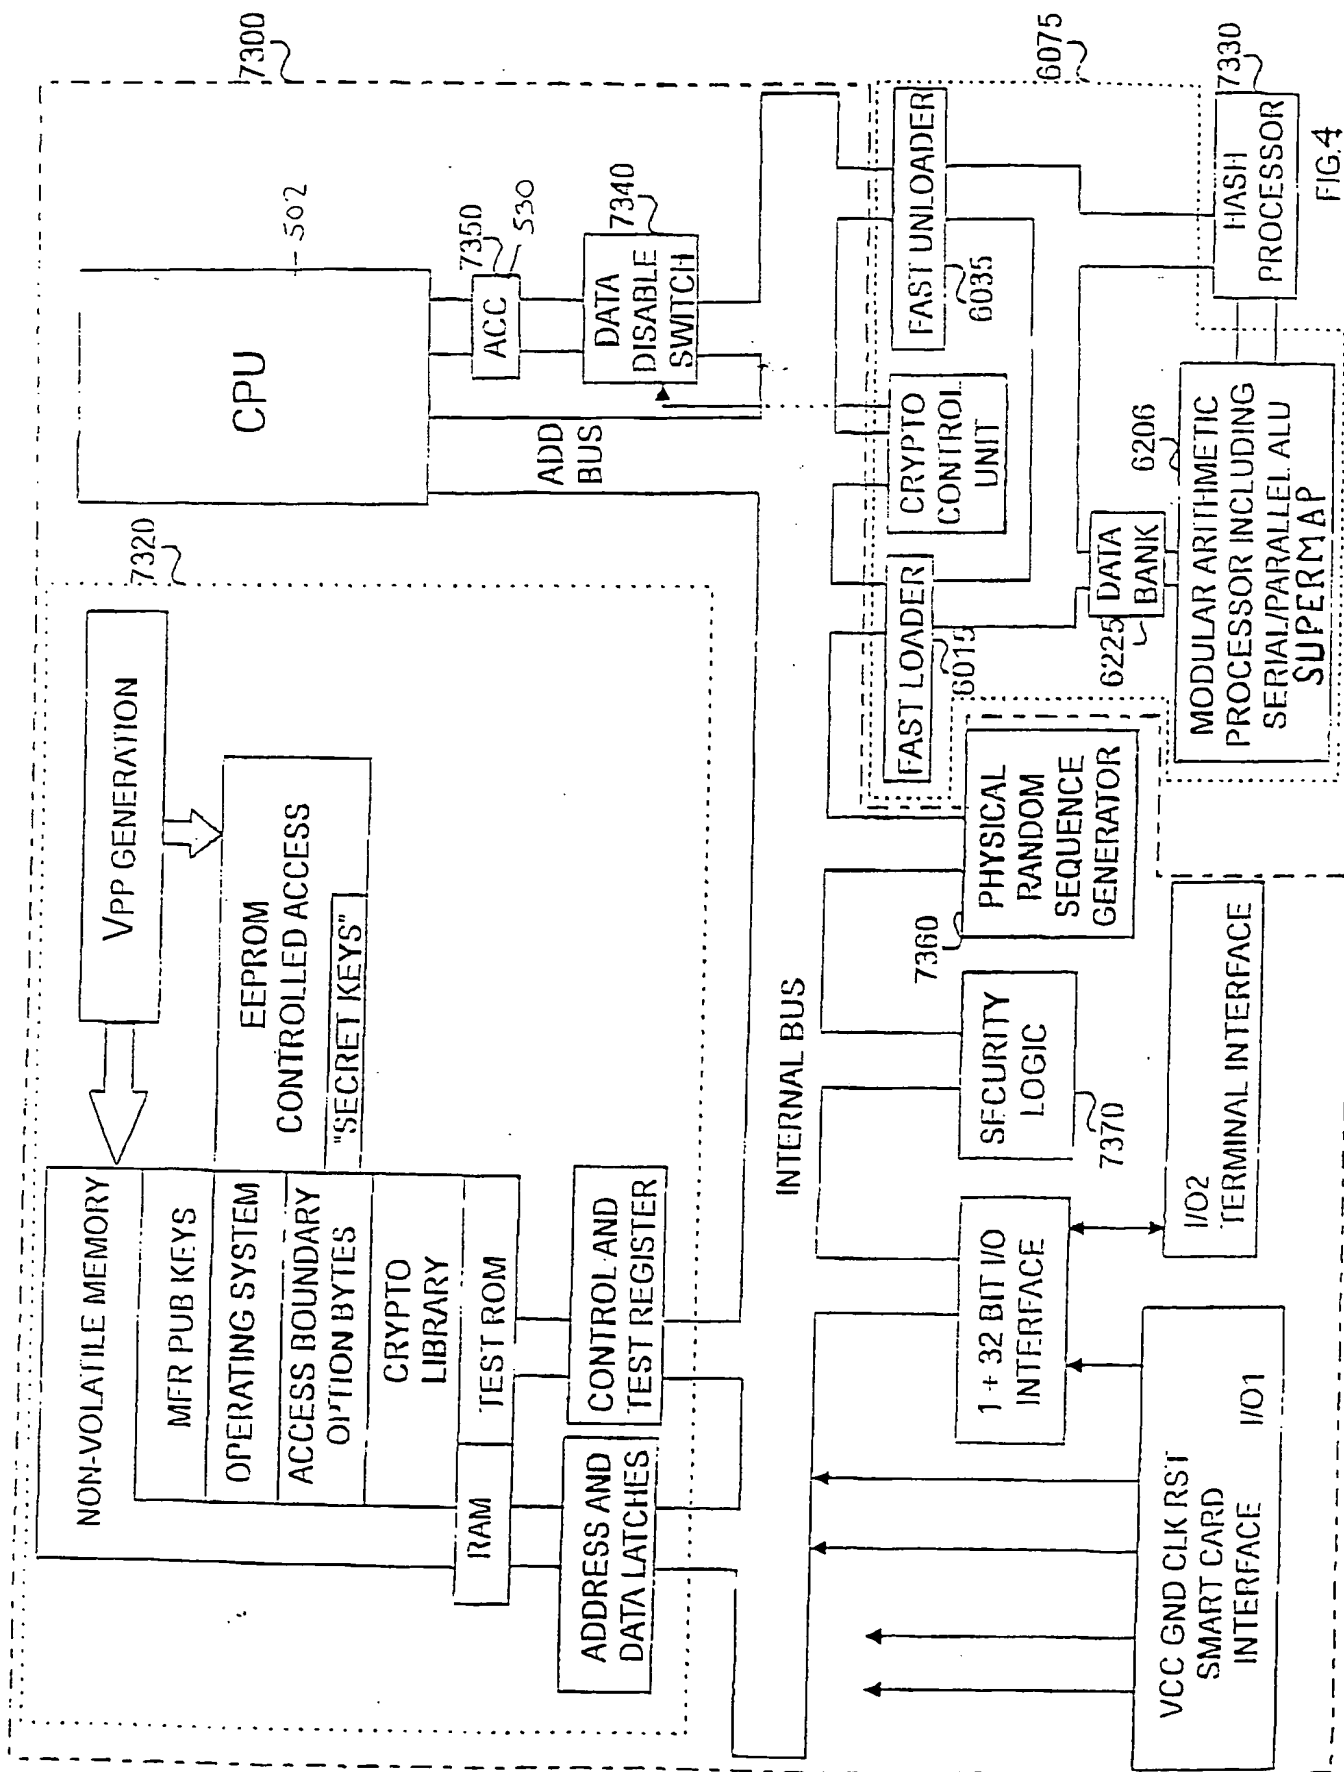 7300
7320
VPP GENERATION
EEPROM
CONTROLLED ACCESS
"SECRET KEYS"
NON-VOLATILE MEMORY
MFR PUB KEYS
OPERATING SYSTEM
ACCESS BOUNDARY
OPTION BYTES
CRYPTO
LIBRARY
TEST ROM
RAM
CONTROL AND
TEST REGISTER
ADDRESS AND
DATA LATCHES
CPU
502
7350
530
ACC
7340
DATA
DISABLE
SWITCH
ADD
BUS
INTERNAL BUS
6075
FAST UNLOADER
6035
CRYPTO
CONTROL
UNIT
FAST LOADER
6015
DATA
BANK
6225
6206
MODULAR ARITHMETIC
PROCESSOR INCLUDING
SERIAL/PARALLEL ALU
SUPERMAP
7330
HASH
PROCESSOR
PHYSICAL
RANDOM
SEQUENCE
GENERATOR
7360
SECURITY
LOGIC
7370
1 + 32 BIT I/O
INTERFACE
I/O2
TERMINAL INTERFACE
VCC GND CLK RST I/O1
SMART CARD
INTERFACE
FIG.4